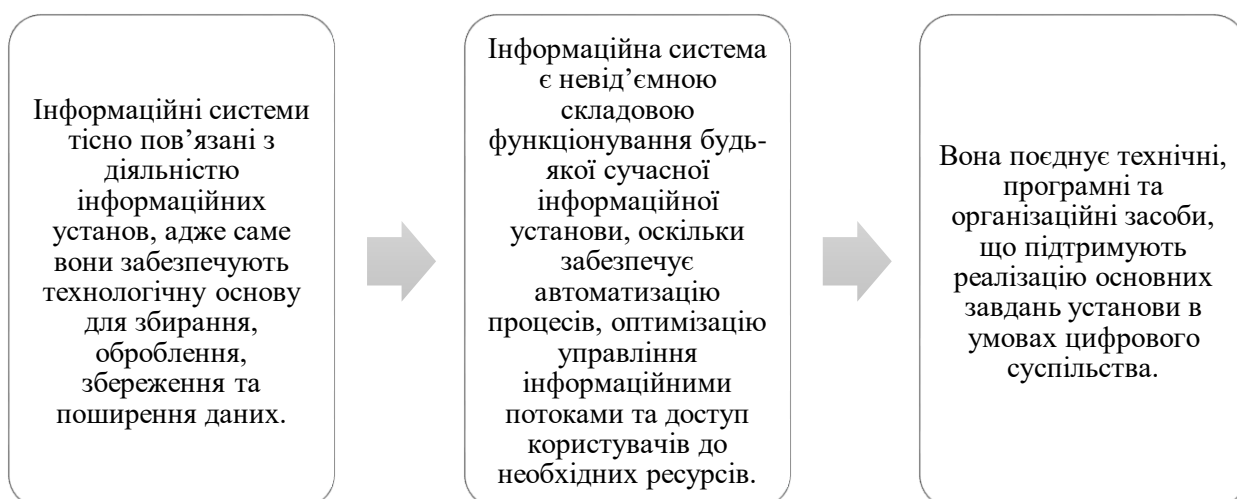 Інформаційні системи
тісно пов’язані з
діяльністю
інформаційних
установ, адже саме
вони забезпечують
технологічну основу
для збирання,
оброблення,
збереження та
поширення даних.
Інформаційна система
є невід’ємною
складовою
функціонування будь-
якої сучасної
інформаційної
установи, оскільки
забезпечує
автоматизацію
процесів, оптимізацію
управління
інформаційними
потоками та доступ
користувачів до
необхідних ресурсів.
Вона поєднує технічні,
програмні та
організаційні засоби,
що підтримують
реалізацію основних
завдань установи в
умовах цифрового
суспільства.